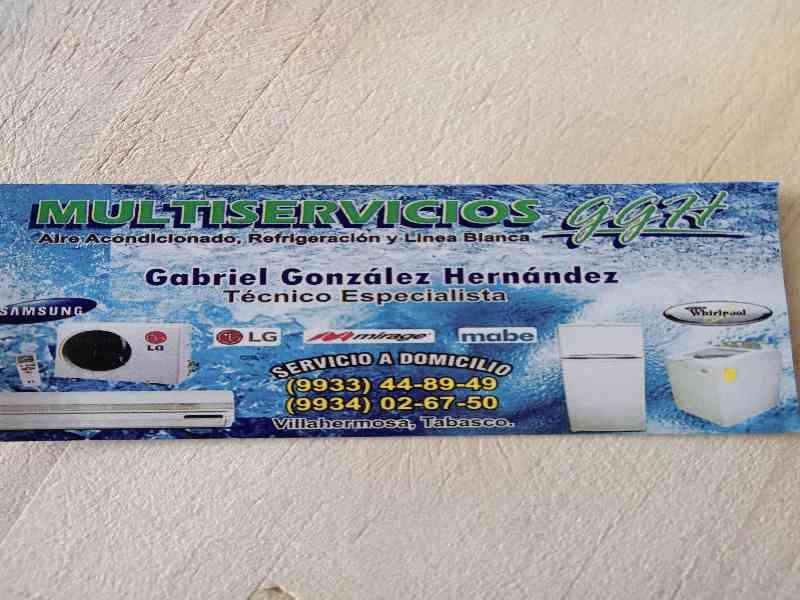 MULTISERVICIOS GGH
Aire Acondicionado, Refrigeración y Linea Blanca
Gabriel González Hernández
Técnico Especialista
SAMSUNG
LG
LG
mirage
mabe
Whirlpool
SERVICIO A DOMICILIO
(9933) 44-89-49
(9934) 02-67-50
Villahermosa, Tabasco.